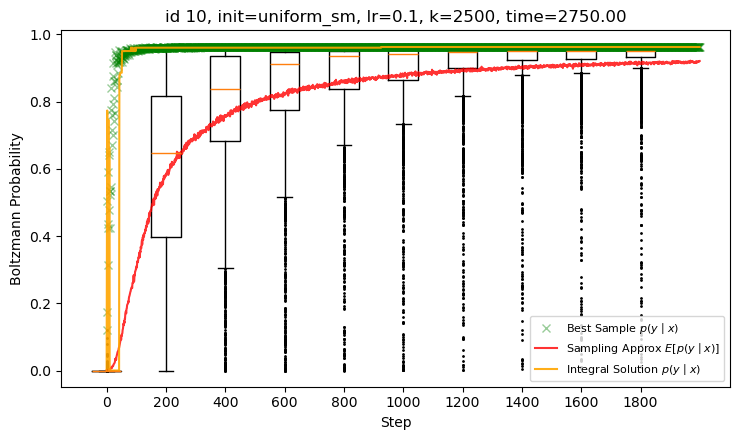 id 10, init=uniform_sm, lr=0.1, k=2500, time=2750.00
Boltzmann Probability
1.0
0.8
0.6
0.4
0.2
0.0
Best Sample p(y | x)
Sampling Approx E[p(y | x)]
Integral Solution p(y | x)
0 200 400 600 800 1000 1200 1400 1600 1800
Step